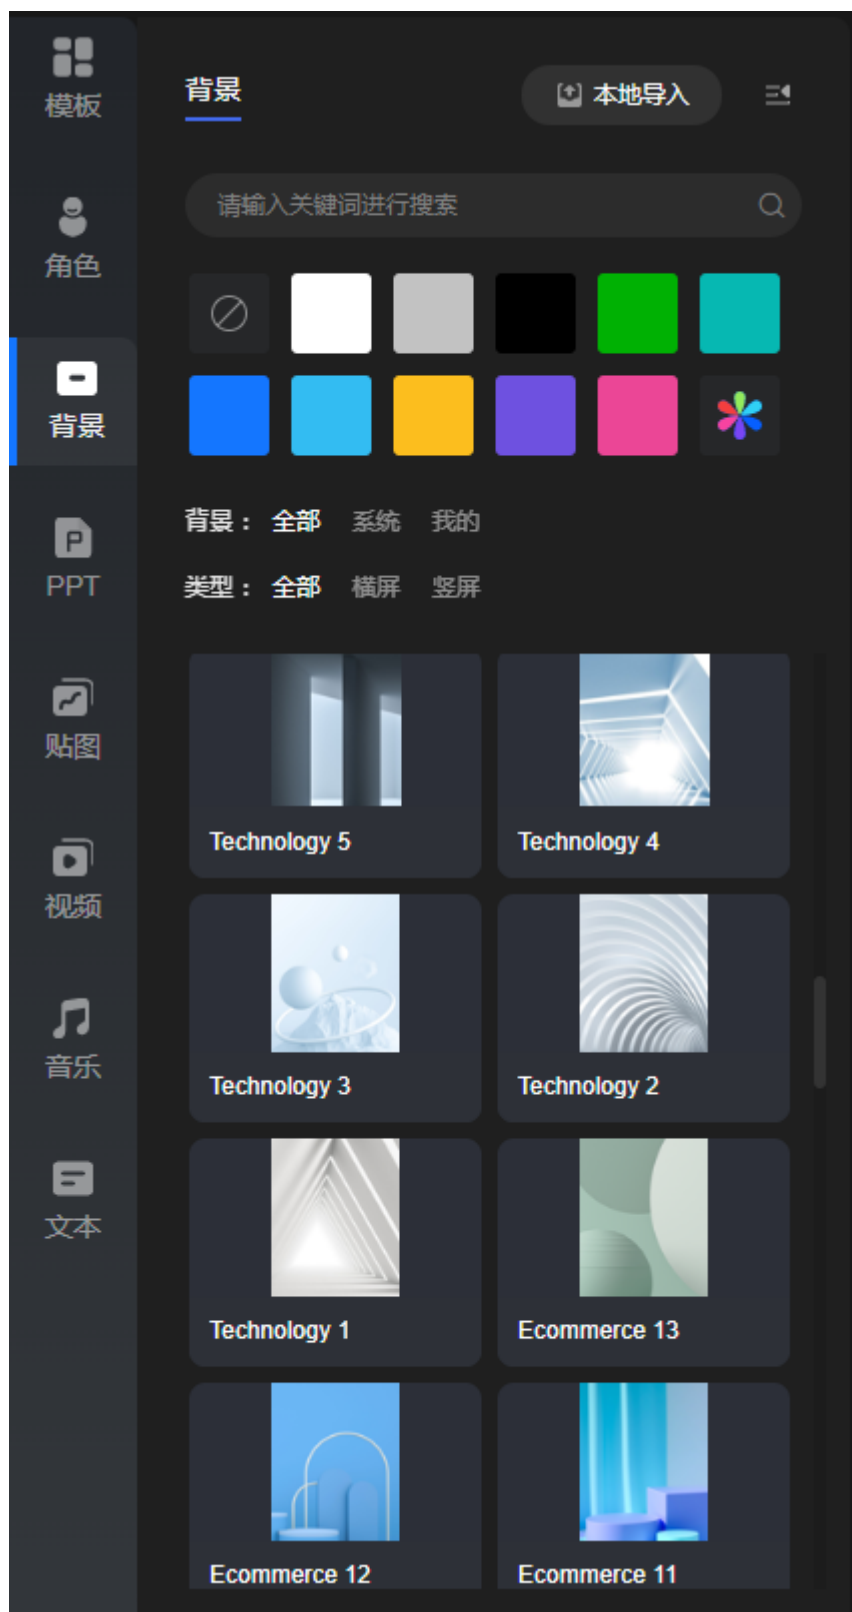 模板
角色
背景
PPT
贴图
视频
音乐
文本
背景
本地导入
请输入关键词进行搜索
背景： 全部 系统 我的
类型： 全部 横屏 竖屏
Technology 5 Technology 4
Technology 3 Technology 2
Technology 1 Ecommerce 13
Ecommerce 12 Ecommerce 11